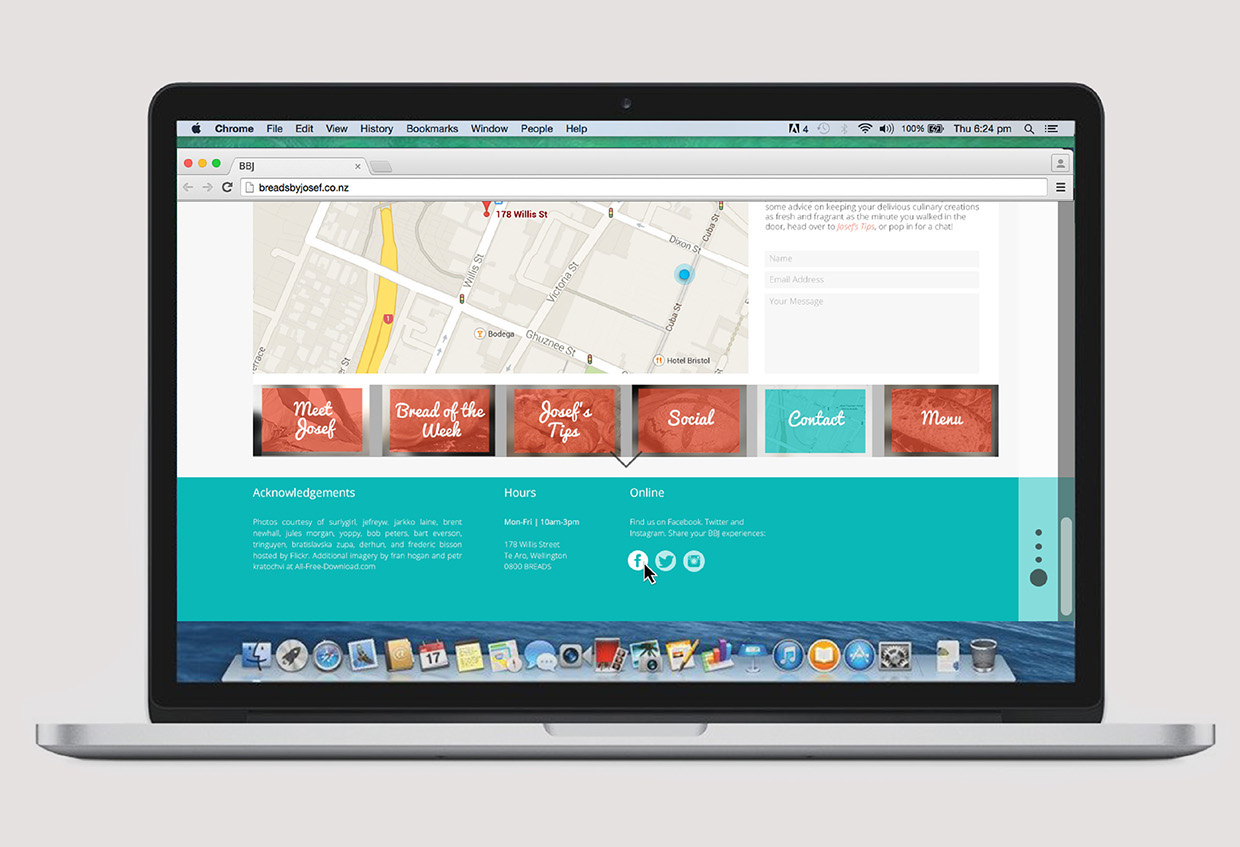 Chrome File Edit View History Bookmarks Window People Help 4 100% Thu 6:24 pm
BBJ
breadsbyjosef.co.nz
178 Willis St
Dixon St
Cuba St
Willis St
Victoria St
Cuba St
1
Bodega
Ghuznee St
Hotel Bristol
some advice on keeping your delivious culinary creations
as fresh and fragrant as the minute you walked in the
door, head over to Josef's Tips, or pop in for a chat!
Name
Email Address
Your Message
Meet
Josef
Bread of the
Week
Josef's
Tips
Social
Contact
Menu
Acknowledgements
Photos courtesy of suriygirl, jefreyw, jarkko laine, brent
newhall, jules morgan, yoppy, bob peters, bart everson,
tringuyen, bratislavska zupa, derhun, and frederic bisson
hosted by Flickr. Additional imagery by fran hogan and petr
kratochvi at All-Free-Download.com
Hours
Mon-Fri | 10am-3pm
178 Willis Street
Te Aro, Wellington
0800 BREADS
Online
Find us on Facebook, Twitter and
Instagram. Share your BBJ experiences:
17